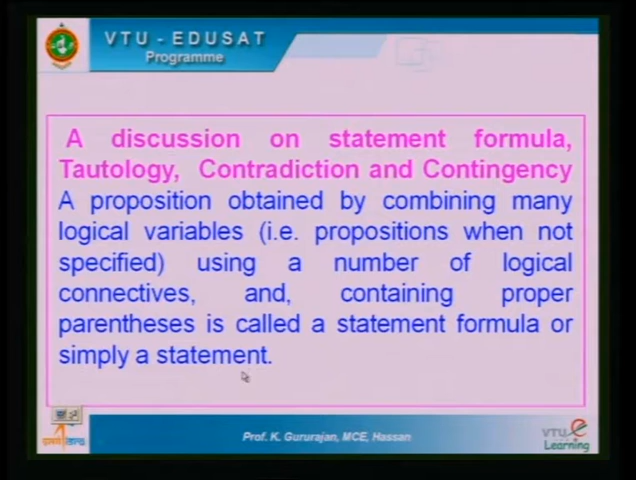 VTU - EDUSAT
Programme
A discussion on statement formula,
Tautology, Contradiction and Contingency
A proposition obtained by combining many
logical variables (i.e. propositions when not
specified) using a number of logical
connectives, and, containing proper
parentheses is called a statement formula or
simply a statement.
Prof. K. Gururajan, MCE, Hassan
VTU e
Learning